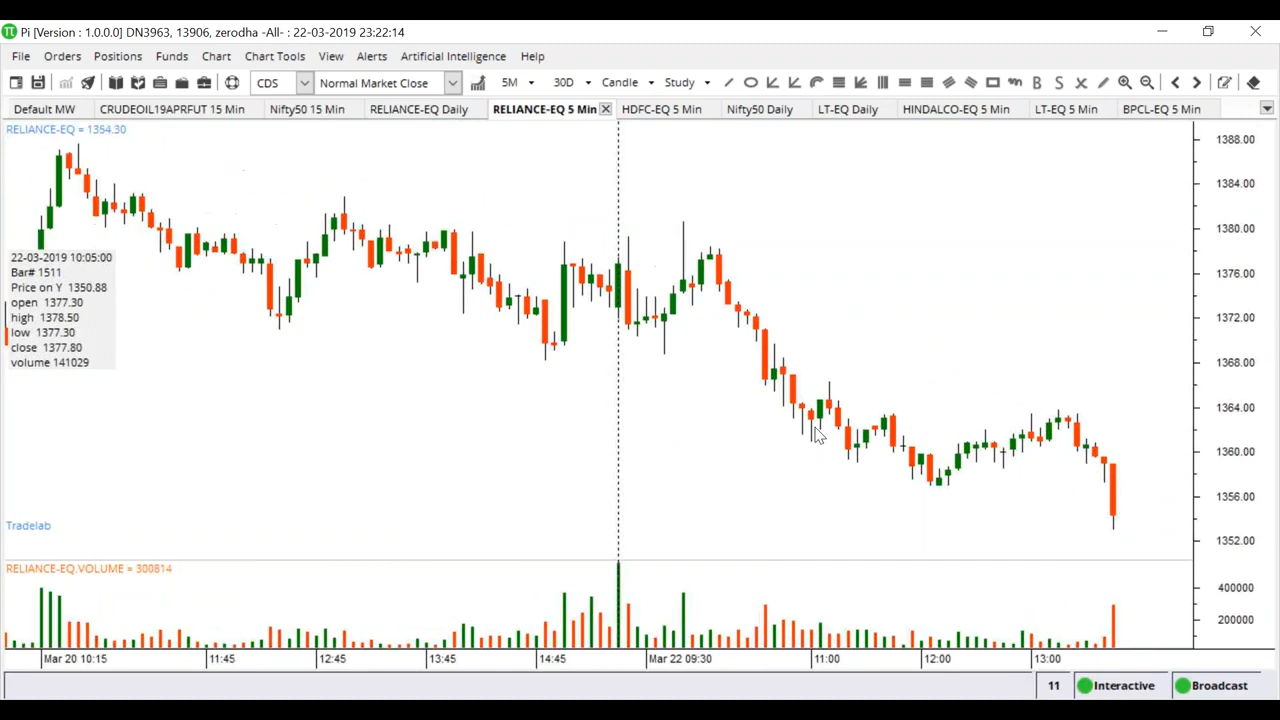 Pi [Version : 1.0.0.0] DN3963, 13906, zerodha -All- : 22-03-2019 23:22:14
File Orders Positions Funds Chart Chart Tools View Alerts Artificial Intelligence Help
CDS Normal Market Close 5M 30D Candle Study B S
Default MW CRUDEOIL19APRFUT 15 Min Nifty50 15 Min RELIANCE-EQ Daily RELIANCE-EQ 5 Min HDFC-EQ 5 Min Nifty50 Daily LT-EQ Daily HINDALCO-EQ 5 Min LT-EQ 5 Min BPCL-EQ 5 Min
RELIANCE-EQ = 1354.30
1388.00
1384.00
1380.00
1376.00
1372.00
1368.00
1364.00
1360.00
1356.00
1352.00
22-03-2019 10:05:00
Bar# 1511
Price on Y 1350.88
open 1377.30
high 1378.50
low 1377.30
close 1377.80
volume 141029
Tradelab
RELIANCE-EQ.VOLUME = 300814
400000
200000
Mar 20 10:15 11:45 12:45 13:45 14:45 Mar 22 09:30 11:00 12:00 13:00
11 Interactive Broadcast